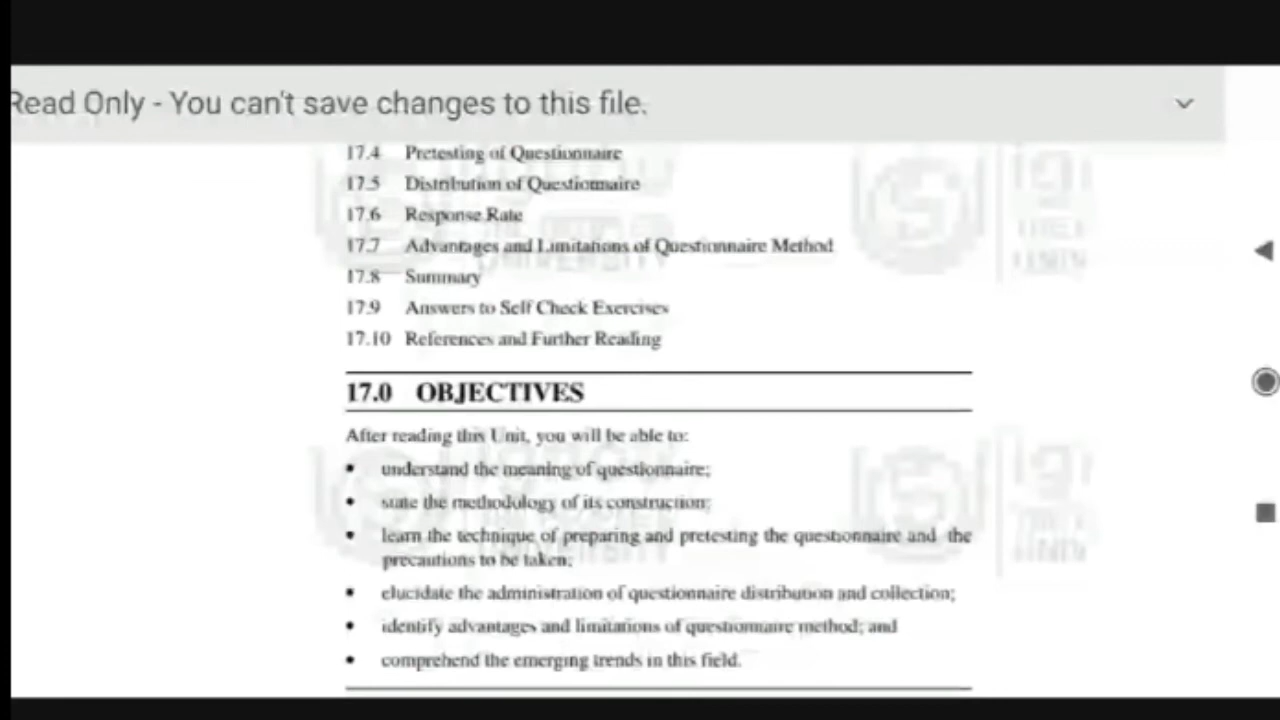 Read Only - You can't save changes to this file.
17.4 Pretesting of Questionnaire
17.5 Distribution of Questionnaire
17.6 Response Rate
17.7 Advantages and Limitations of Questionnaire Method
17.8 Summary
17.9 Answers to Self Check Exercises
17.10 References and Further Reading
17.0 OBJECTIVES
After reading this Unit, you will be able to:
• understand the meaning of questionnaire;
• state the methodology of its construction;
• learn the technique of preparing and pretesting the questionnaire and the
precautions to be taken;
• elucidate the administration of questionnaire distribution and collection;
• identify advantages and limitations of questionnaire method; and
• comprehend the emerging trends in this field.
UNIVERSITY
UNIVERSITY